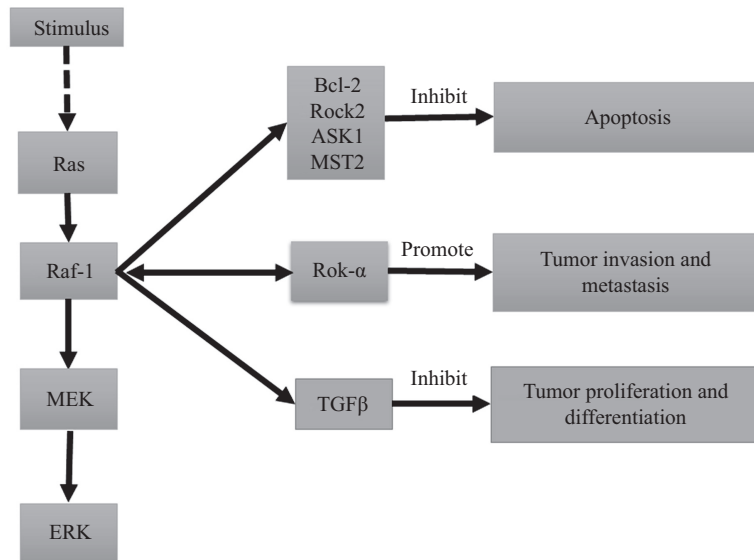 Stimulus
Ras
Raf-1
MEK
ERK
Bcl-2
Rock2
ASK1
MST2
Inhibit
Apoptosis
Rok-α
Promote
Tumor invasion and
metastasis
TGFβ
Inhibit
Tumor proliferation and
differentiation